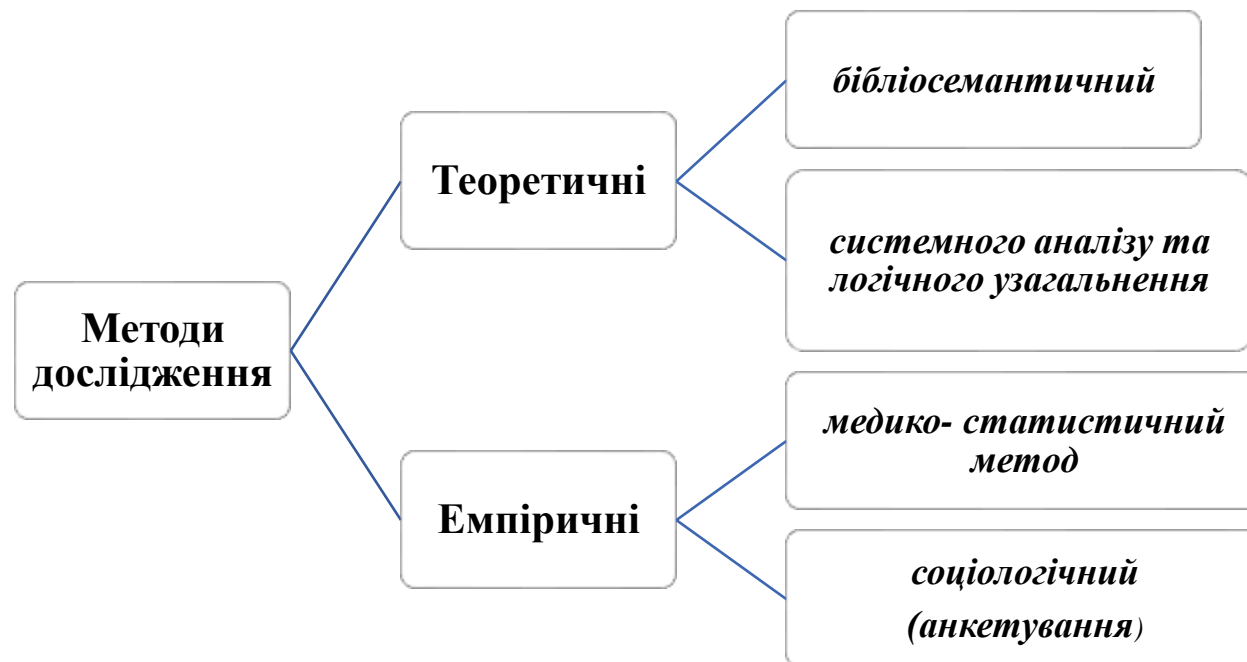 бібліосемантичний
Теоретичні
системного аналізу та
логічного узагальнення
Методи
дослідження
медико- статистичний
метод
Емпіричні
соціологічний
(анкетування)